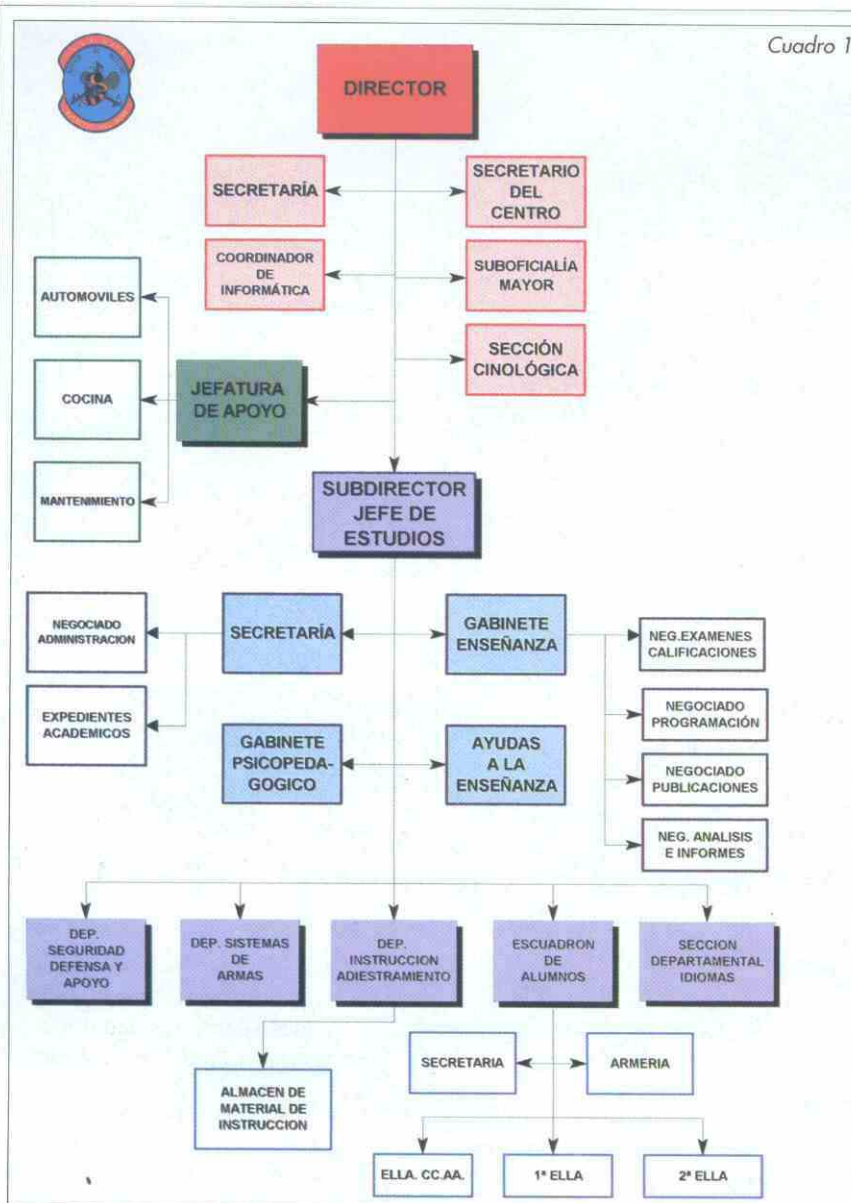 Cuadro 1
DIRECTOR
SECRETARÍA
SECRETARIO
DEL
CENTRO
COORDINADOR
DE
INFORMÁTICA
SUBOFICIALÍA
MAYOR
SECCIÓN
CINOLÓGICA
AUTOMOVILES
COCINA
MANTENIMIENTO
JEFATURA
DE APOYO
SUBDIRECTOR
JEFE DE
ESTUDIOS
NEGOCIADO
ADMINISTRACION
EXPEDIENTES
ACADEMICOS
SECRETARÍA
GABINETE
ENSEÑANZA
GABINETE
PSICOPEDA-
GOGICO
AYUDAS
A LA
ENSEÑANZA
NEG.EXAMENES
CALIFICACIONES
NEGOCIADO
PROGRAMACIÓN
NEGOCIADO
PUBLICACIONES
NEG. ANALISIS
E INFORMES
DEP.
SEGURIDAD
DEFENSA Y
APOYO
DEP. SISTEMAS
DE
ARMAS
DEP.
INSTRUCCION
ADIESTRAMIENTO
ESCUADRON
DE
ALUMNOS
SECCION
DEPARTAMENTAL
IDIOMAS
ALMACEN DE
MATERIAL DE
INSTRUCCION
SECRETARIA
ARMERIA
ELLA. CC.AA.
1ª ELLA
2ª ELLA